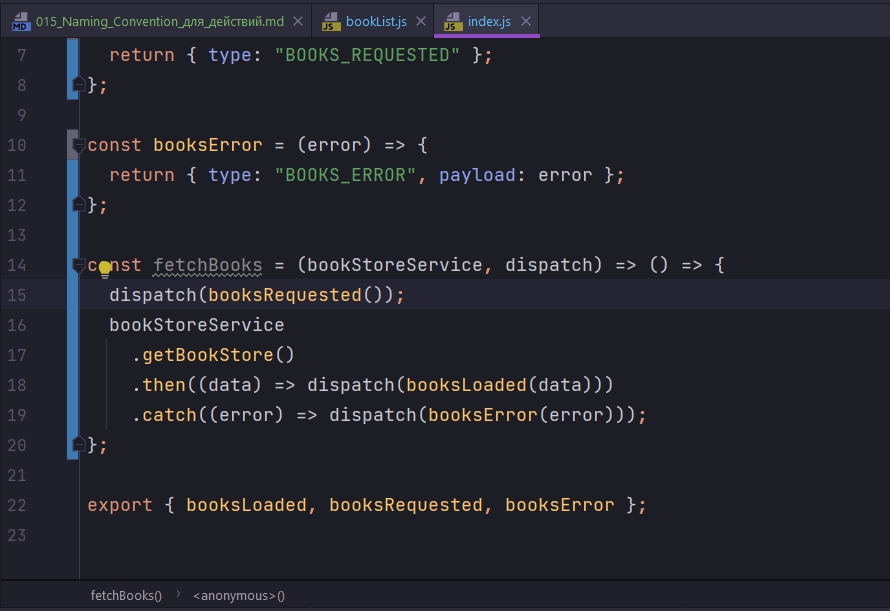 015_Naming_Convention_для_действий.md bookList.js index.js
7 return { type: "BOOKS_REQUESTED" };
8 };
9
10 const booksError = (error) => {
11 return { type: "BOOKS_ERROR", payload: error };
12 };
13
14 const fetchBooks = (bookStoreService, dispatch) => () => {
15 dispatch(booksRequested());
16 bookStoreService
17 .getBookStore()
18 .then((data) => dispatch(booksLoaded(data)))
19 .catch((error) => dispatch(booksError(error)));
20 };
21
22 export { booksLoaded, booksRequested, booksError };
23
fetchBooks() › <anonymous>()